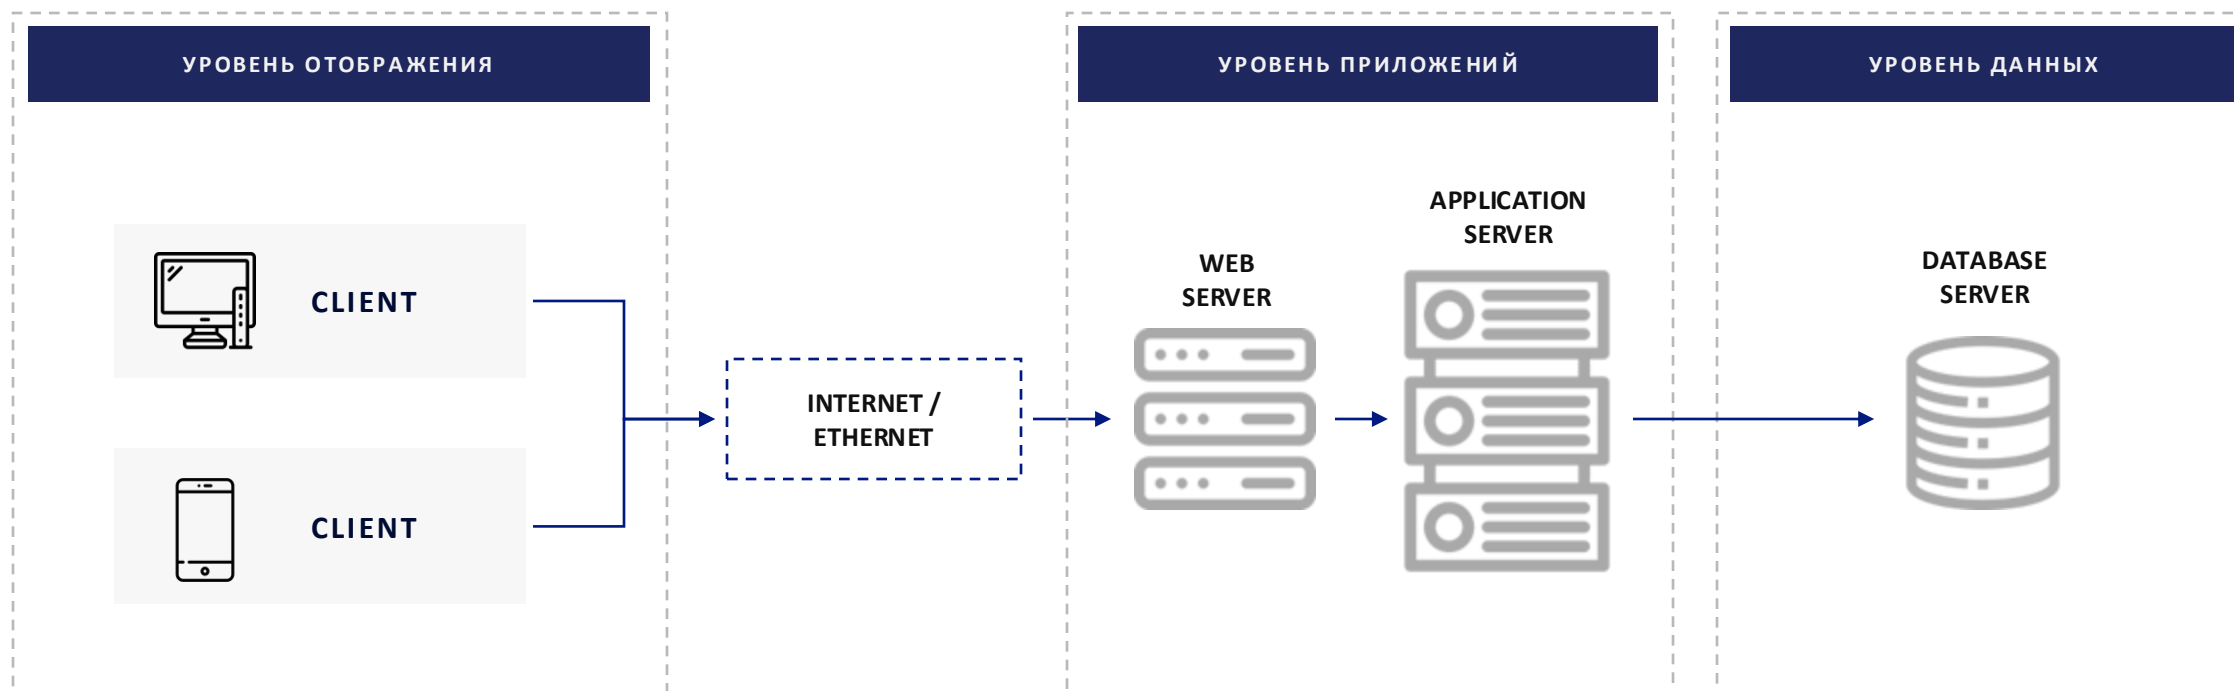 УРОВЕНЬ ОТОБРАЖЕНИЯ
УРОВЕНЬ ПРИЛОЖЕНИЙ
УРОВЕНЬ ДАННЫХ
CLIENT
CLIENT
INTERNET /
ETHERNET
WEB
SERVER
APPLICATION
SERVER
DATABASE
SERVER